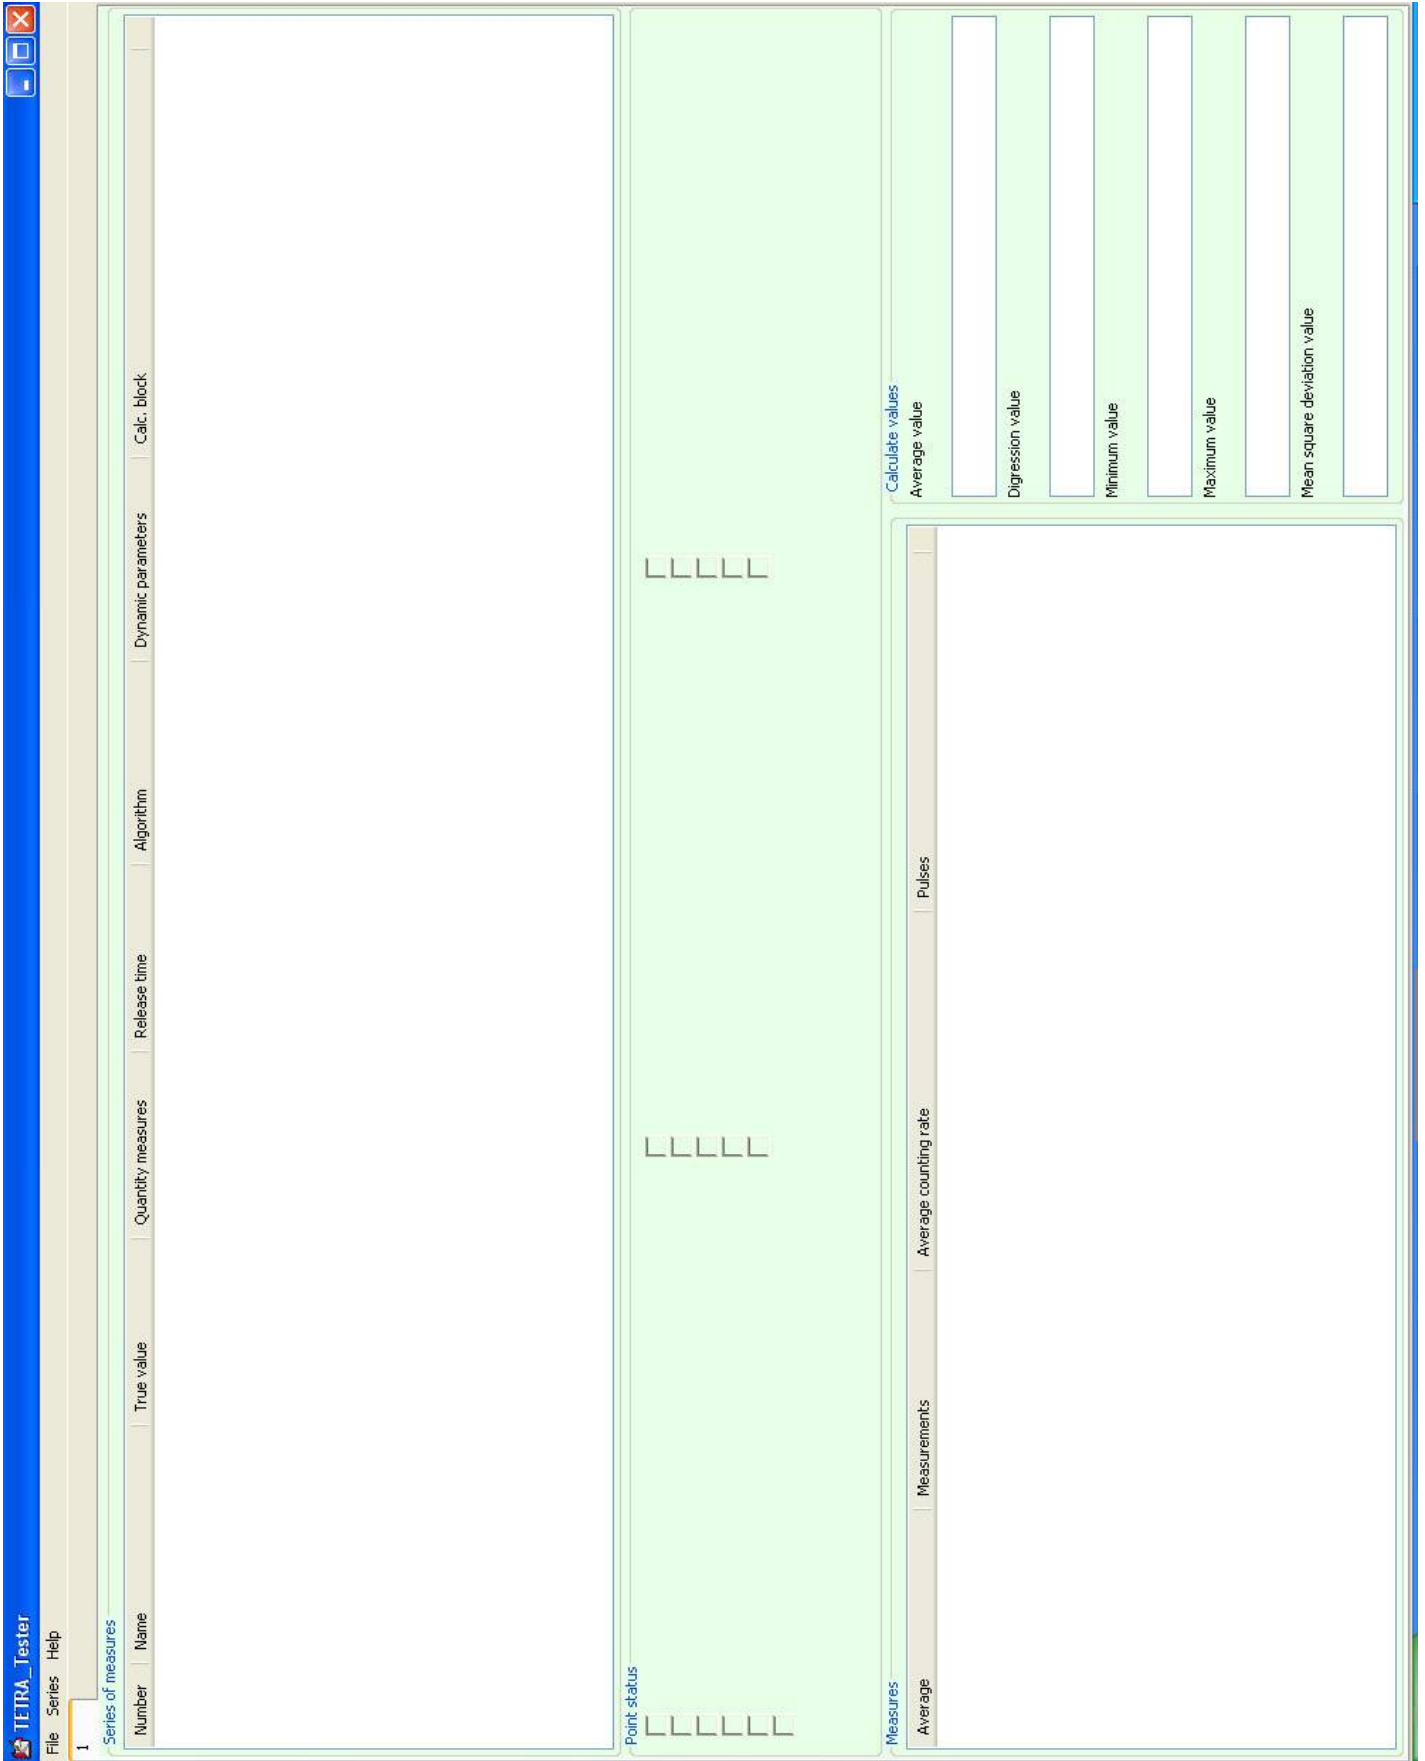 TETRA_Tester
File Series Help
1
Series of measures
Number Name True value Quantity measures Release time Algorithm Dynamic parameters Calc. block
Point status
Measures
Average Measurements Average counting rate Pulses
Calculate values
Average value
Digression value
Minimum value
Maximum value
Mean square deviation value